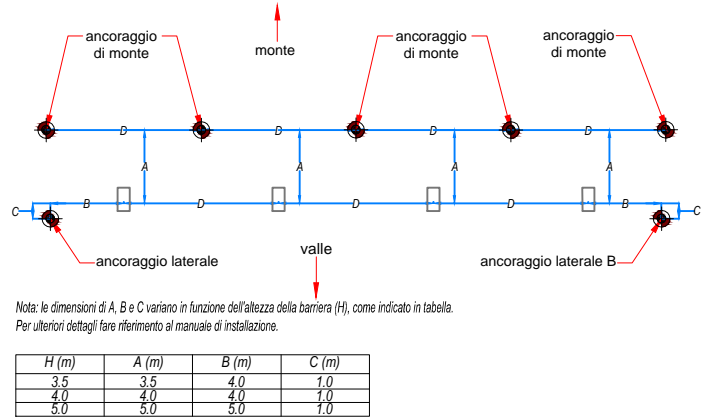 ancoraggio
di monte
monte
ancoraggio
di monte
ancoraggio
di monte
D
D
D
D
A
A
A
A
C
B
D
D
D
B
C
ancoraggio laterale
valle
ancoraggio laterale B
Nota: le dimensioni di A, B e C variano in funzione dell'altezza della barriera (H), come indicato in tabella.
Per ulteriori dettagli fare riferimento al manuale di installazione.
H (m) A (m) B (m) C (m)
3.5 3.5 4.0 1.0
4.0 4.0 4.0 1.0
5.0 5.0 5.0 1.0